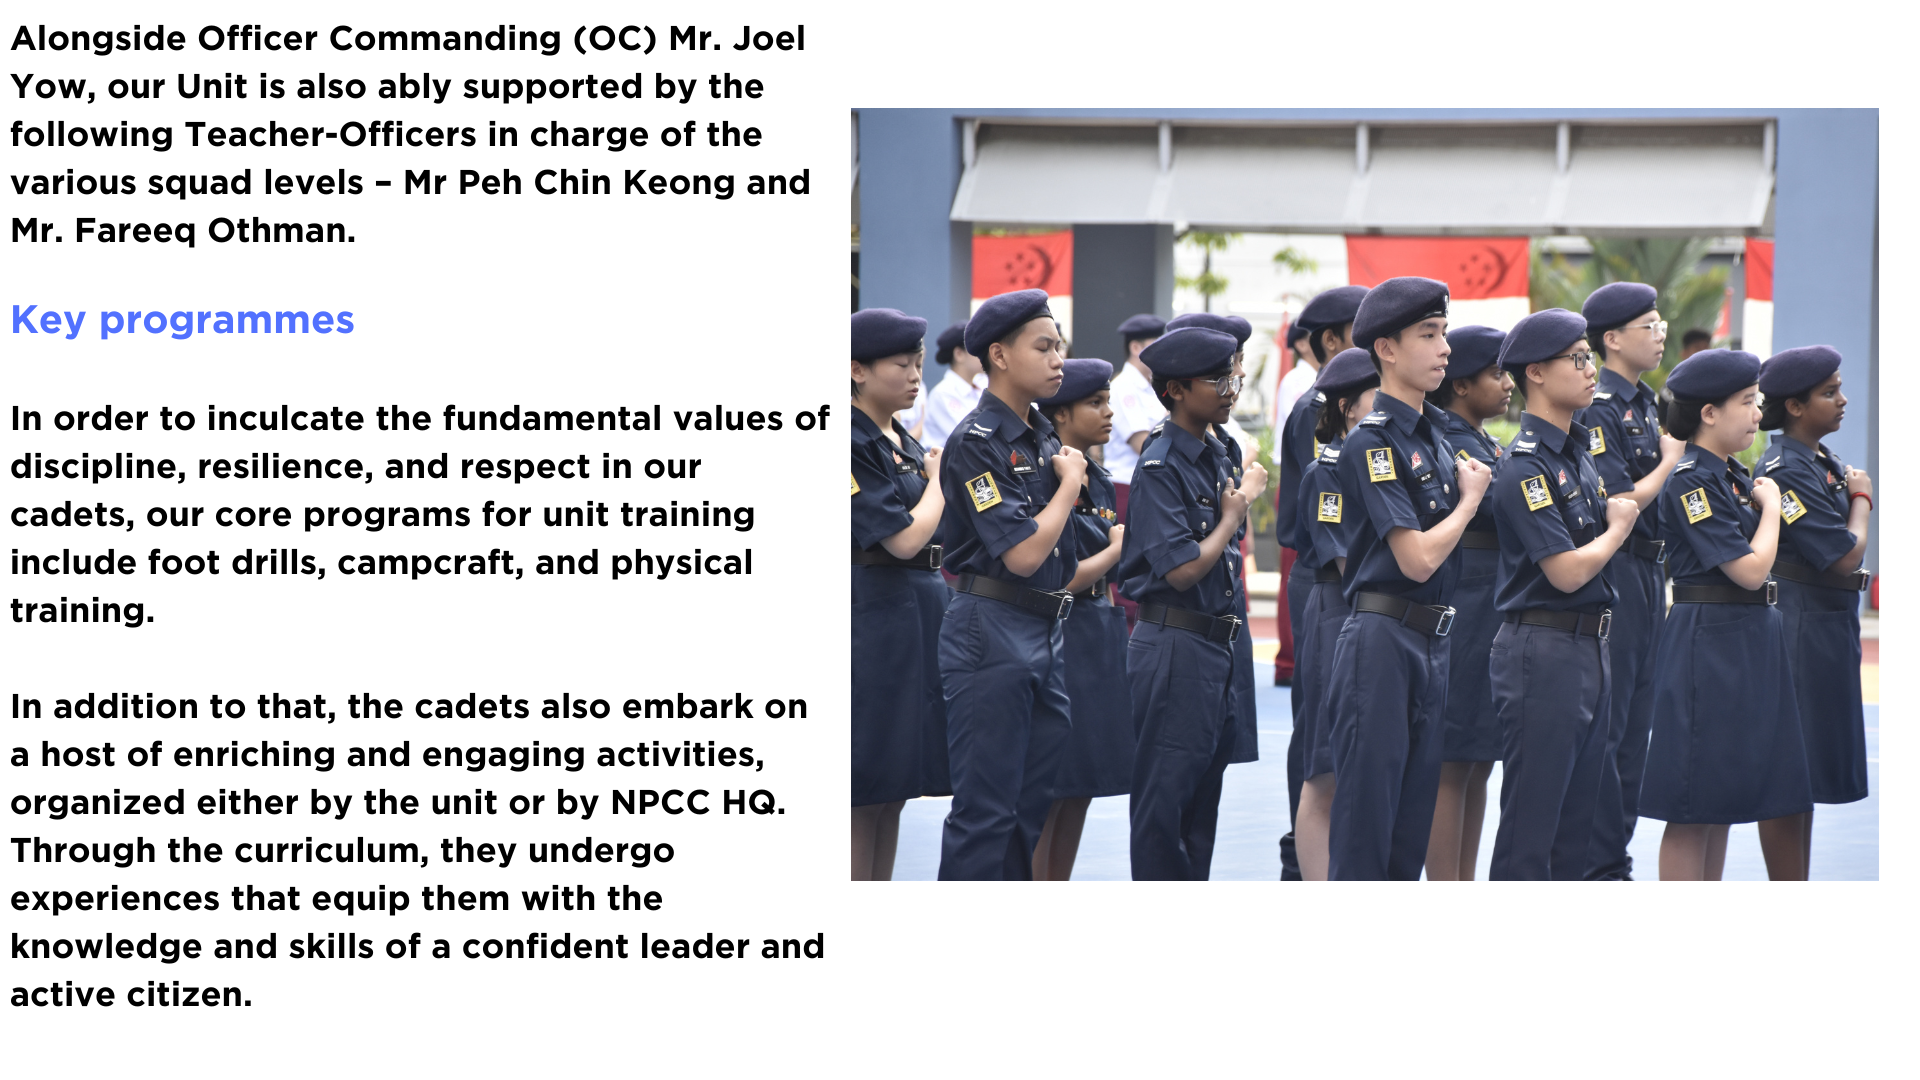 Alongside Officer Commanding (OC) Mr. Joel
Yow, our Unit is also ably supported by the
following Teacher-Officers in charge of the
various squad levels – Mr Peh Chin Keong and
Mr. Fareeq Othman.
Key programmes
In order to inculcate the fundamental values of
discipline, resilience, and respect in our
cadets, our core programs for unit training
include foot drills, campcraft, and physical
training.
In addition to that, the cadets also embark on
a host of enriching and engaging activities,
organized either by the unit or by NPCC HQ.
Through the curriculum, they undergo
experiences that equip them with the
knowledge and skills of a confident leader and
active citizen.
NPCC
NPCC